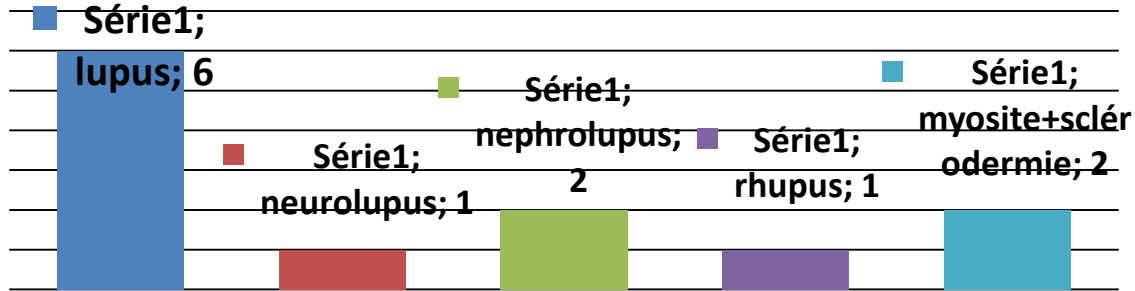 Série1;
lupus; 6
Série1;
neurolupus; 1
Série1;
nephrolupus;
2
Série1;
rhupus; 1
Série1;
myosite+sclér
odermie; 2